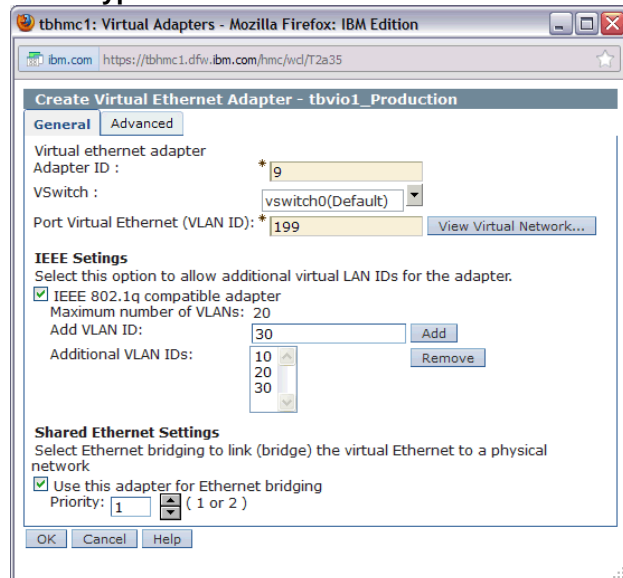 tbhmc1: Virtual Adapters - Mozilla Firefox: IBM Edition
ibm.com https://tbhmc1.dfw.ibm.com/hmc/wcl/T2a35
Create Virtual Ethernet Adapter - tbvio1_Production
General Advanced
Virtual ethernet adapter
Adapter ID : * 9
VSwitch : vswitch0(Default)
Port Virtual Ethernet (VLAN ID): * 199 View Virtual Network...
IEEE Setings
Select this option to allow additional virtual LAN IDs for the adapter.
IEEE 802.1q compatible adapter
Maximum number of VLANs: 20
Add VLAN ID: 30 Add
Additional VLAN IDs: 10 Remove
20
30
Shared Ethernet Settings
Select Ethernet bridging to link (bridge) the virtual Ethernet to a physical
network
Use this adapter for Ethernet bridging
Priority: 1 ( 1 or 2 )
OK Cancel Help